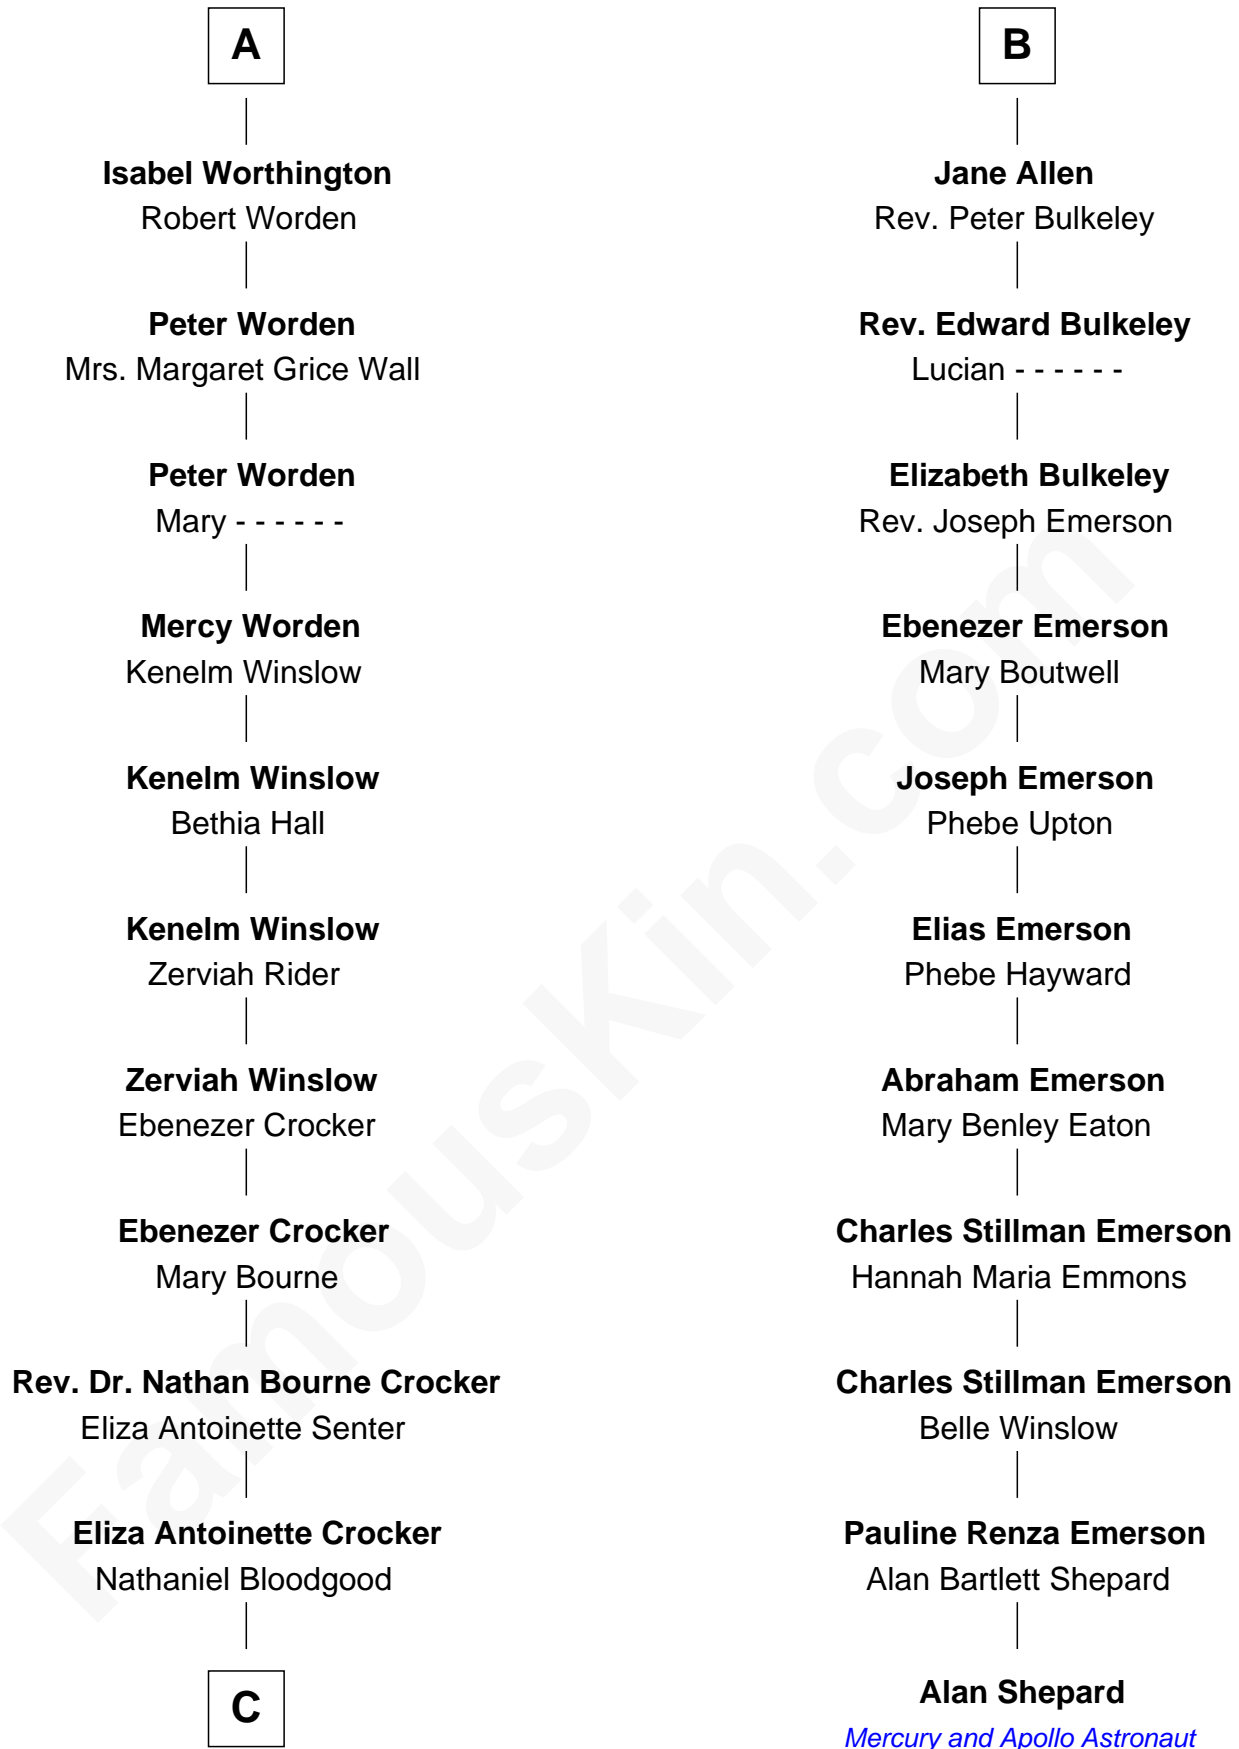 A
Isabel Worthington
Robert Worden
Peter Worden
Mrs. Margaret Grice Wall
Peter Worden
Mary - - - - - -
Mercy Worden
Kenelm Winslow
Kenelm Winslow
Bethia Hall
Kenelm Winslow
Zerviah Rider
Zerviah Winslow
Ebenezer Crocker
Ebenezer Crocker
Mary Bourne
Rev. Dr. Nathan Bourne Crocker
Eliza Antoinette Senter
Eliza Antoinette Crocker
Nathaniel Bloodgood
C
B
Jane Allen
Rev. Peter Bulkeley
Rev. Edward Bulkeley
Lucian - - - - - -
Elizabeth Bulkeley
Rev. Joseph Emerson
Ebenezer Emerson
Mary Boutwell
Joseph Emerson
Phebe Upton
Elias Emerson
Phebe Hayward
Abraham Emerson
Mary Benley Eaton
Charles Stillman Emerson
Hannah Maria Emmons
Charles Stillman Emerson
Belle Winslow
Pauline Renza Emerson
Alan Bartlett Shepard
Alan Shepard
Mercury and Apollo Astronaut
FamousKin.com